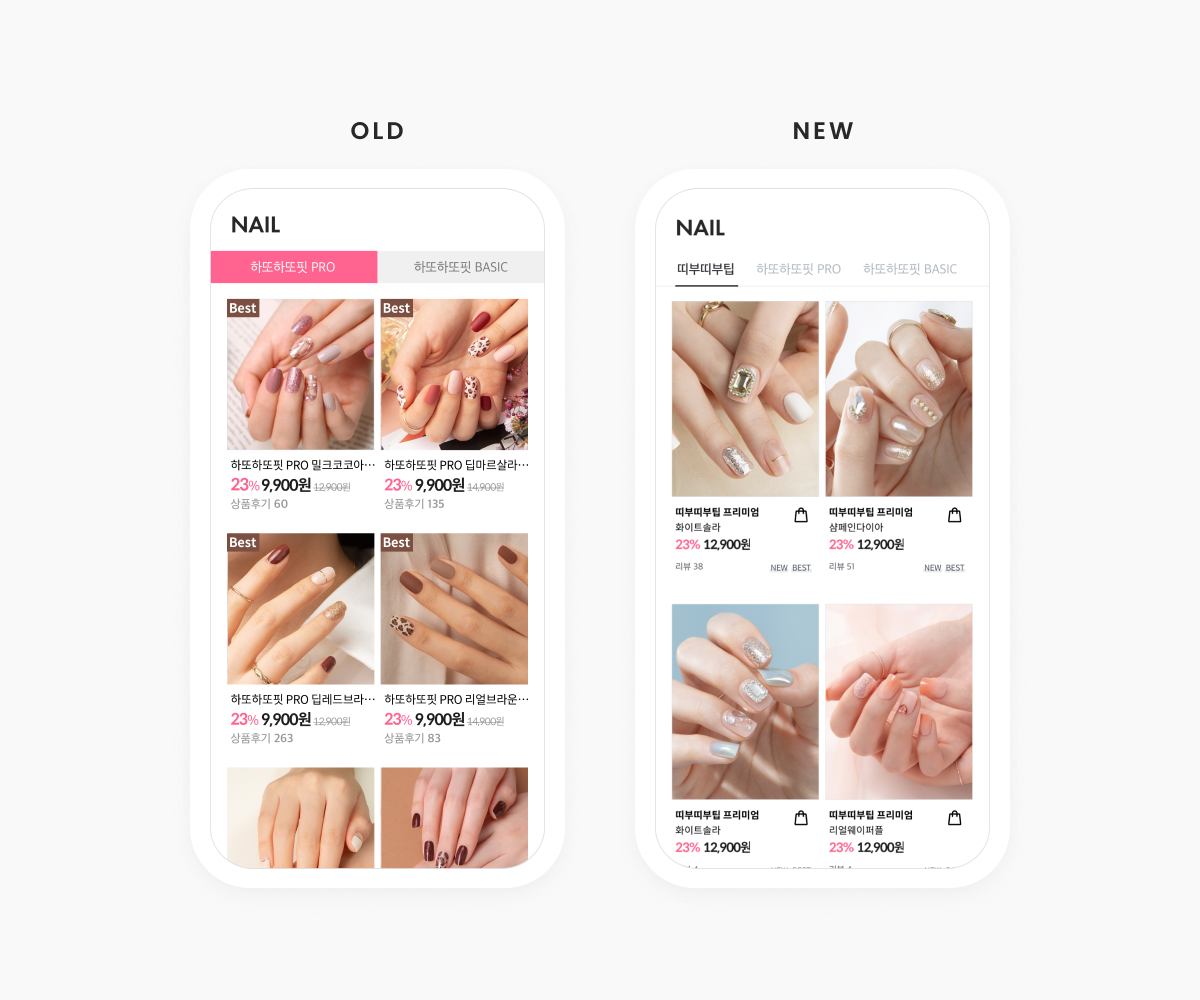 OLD
NAIL
하또하또핏 PRO 하또하또핏 BASIC
Best Best
하또하또핏 PRO 밀크코코아… 하또하또핏 PRO 딥마르살라…
23% 9,900원 12,900원 23% 9,900원 14,900원
상품후기 60 상품후기 135
Best Best
하또하또핏 PRO 딥레드브라… 하또하또핏 PRO 리얼브라운…
23% 9,900원 12,900원 23% 9,900원 14,900원
상품후기 263 상품후기 83
NEW
NAIL
띠부띠부팁 하또하또핏 PRO 하또하또핏 BASIC
띠부띠부팁 프리미엄 띠부띠부팁 프리미엄
화이트솔라 샴페인다이아
23% 12,900원 23% 12,900원
리뷰 38 NEW BEST 리뷰 51 NEW BEST
띠부띠부팁 프리미엄 띠부띠부팁 프리미엄
화이트솔라 리얼웨이퍼플
23% 12,900원 23% 12,900원